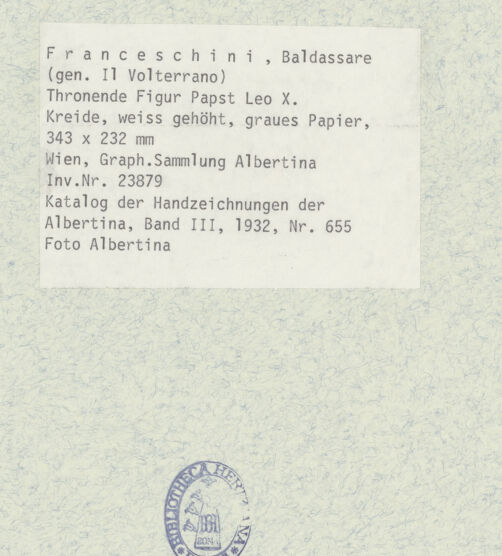 Franceschini, Baldassare
(gen. Il Volterrano)
Thronende Figur Papst Leo X.
Kreide, weiss gehöht, graues Papier,
343 x 232 mm
Wien, Graph.Sammlung Albertina
Inv.Nr. 23879
Katalog der Handzeichnungen der
Albertina, Band III, 1932, Nr. 655
Foto Albertina
BIBLIOTHECA